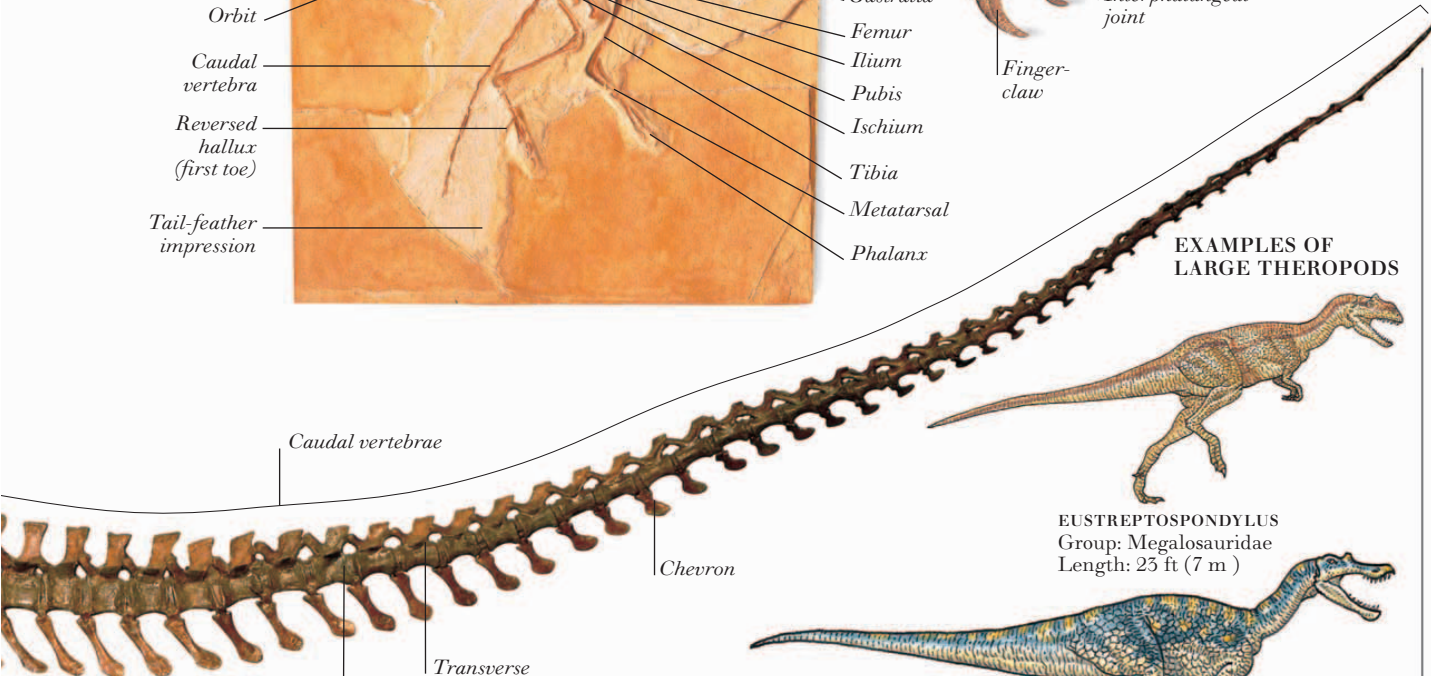 Orbit
Caudal
vertebra
Reversed
hallux
(first toe)
Tail-feather
impression
Femur
Ilium
Pubis
Ischium
Tibia
Metatarsal
Phalanx
joint
Finger-
claw
EXAMPLES OF
LARGE THEROPODS
Caudal vertebrae
EUSTREPTOSPONDYLUS
Group: Megalosauridae
Length: 23 ft (7 m )
Chevron
Transverse